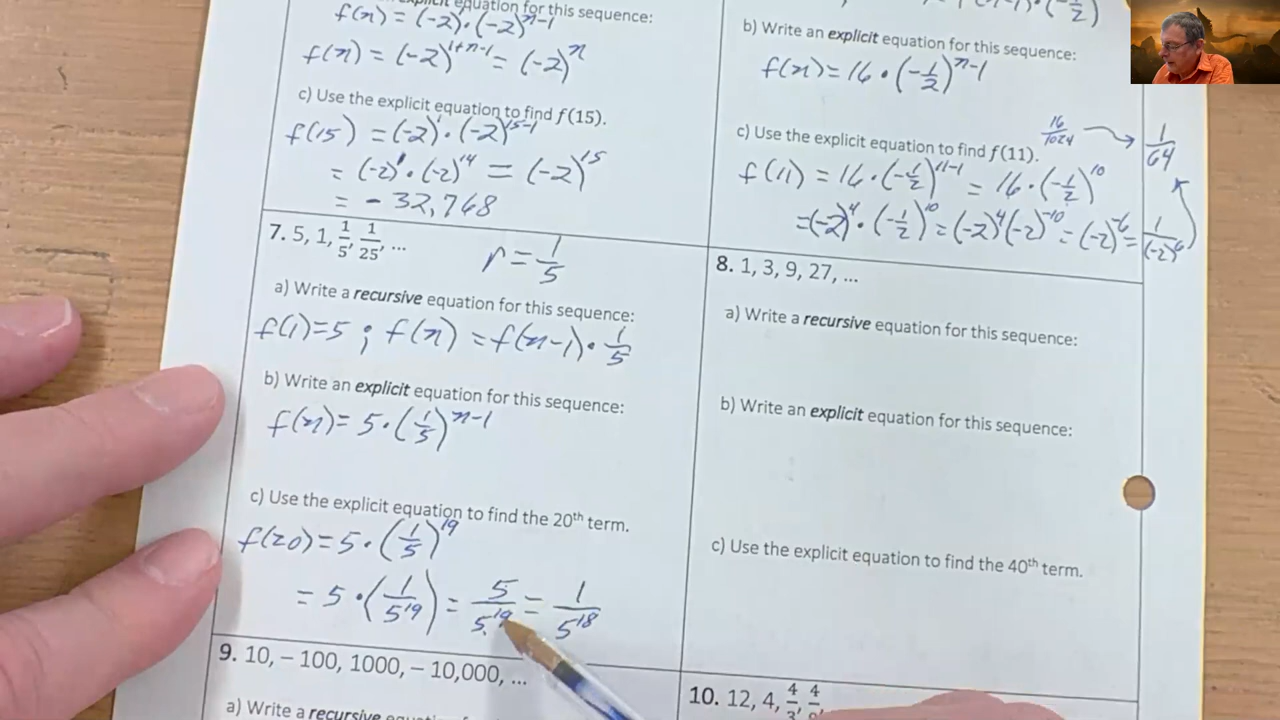 explicit equation for this sequence:
f(n) = (-2)·(-2)^n-1
f(n) = (-2)^1+n-1 = (-2)^n
c) Use the explicit equation to find f(15).
f(15) = (-2)^1·(-2)^15-1
= (-2)^1·(-2)^14 = (-2)^15
= -32,768
b) Write an explicit equation for this sequence:
f(n) = 16·(-1/2)^n-1
c) Use the explicit equation to find f(11).
16/1024 → 1/64
f(11) = 16·(-1/2)^11-1 = 16·(-1/2)^10
=(-2)^4·(-1/2)^10 = (-2)^4(-2)^-10 = (-2)^-6 = 1/(-2)^6
7. 5, 1, 1/5, 1/25, ...
r = 1/5
a) Write a recursive equation for this sequence:
f(1)=5 ; f(n) = f(n-1)·1/5
b) Write an explicit equation for this sequence:
f(n) = 5·(1/5)^n-1
c) Use the explicit equation to find the 20th term.
f(20) = 5·(1/5)^19
= 5·(1/5^19) = 5/5^19 = 1/5^18
8. 1, 3, 9, 27, ...
a) Write a recursive equation for this sequence:
b) Write an explicit equation for this sequence:
c) Use the explicit equation to find the 40th term.
9. 10, – 100, 1000, – 10,000, ...
a) Write a recursive
10. 12, 4, 4/3, 4/9,